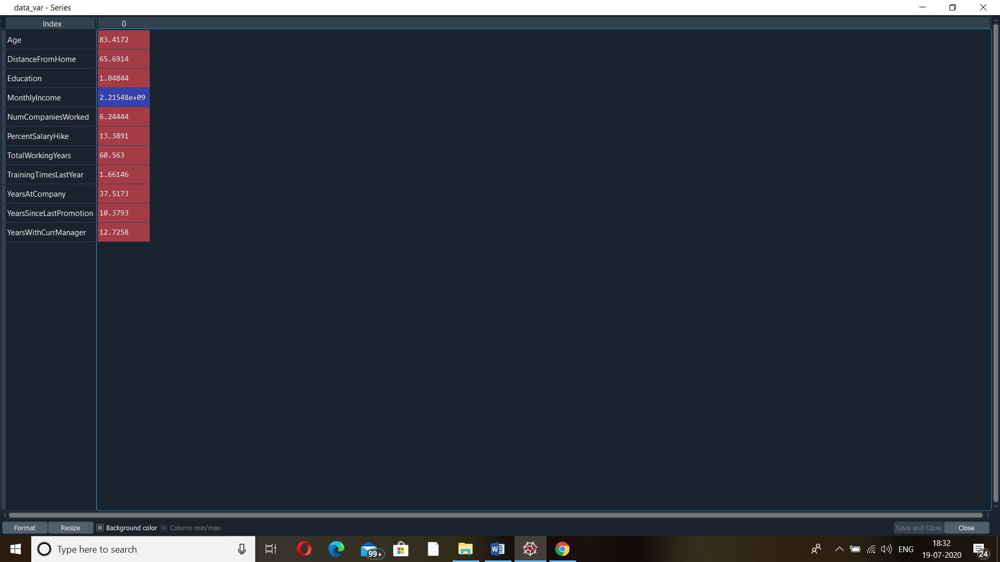 data_var - Series
Index 0
Age 83.4172
DistanceFromHome 65.6914
Education 1.04844
MonthlyIncome 2.21548e+09
NumCompaniesWorked 6.24444
PercentSalaryHike 13.3891
TotalWorkingYears 60.563
TrainingTimesLastYear 1.66146
YearsAtCompany 37.5173
YearsSinceLastPromotion 10.3793
YearsWithCurrManager 12.7258
Format Resize Background color Column min/max Save and Close Close
Type here to search 99+ W ENG 18:32
19-07-2020 24